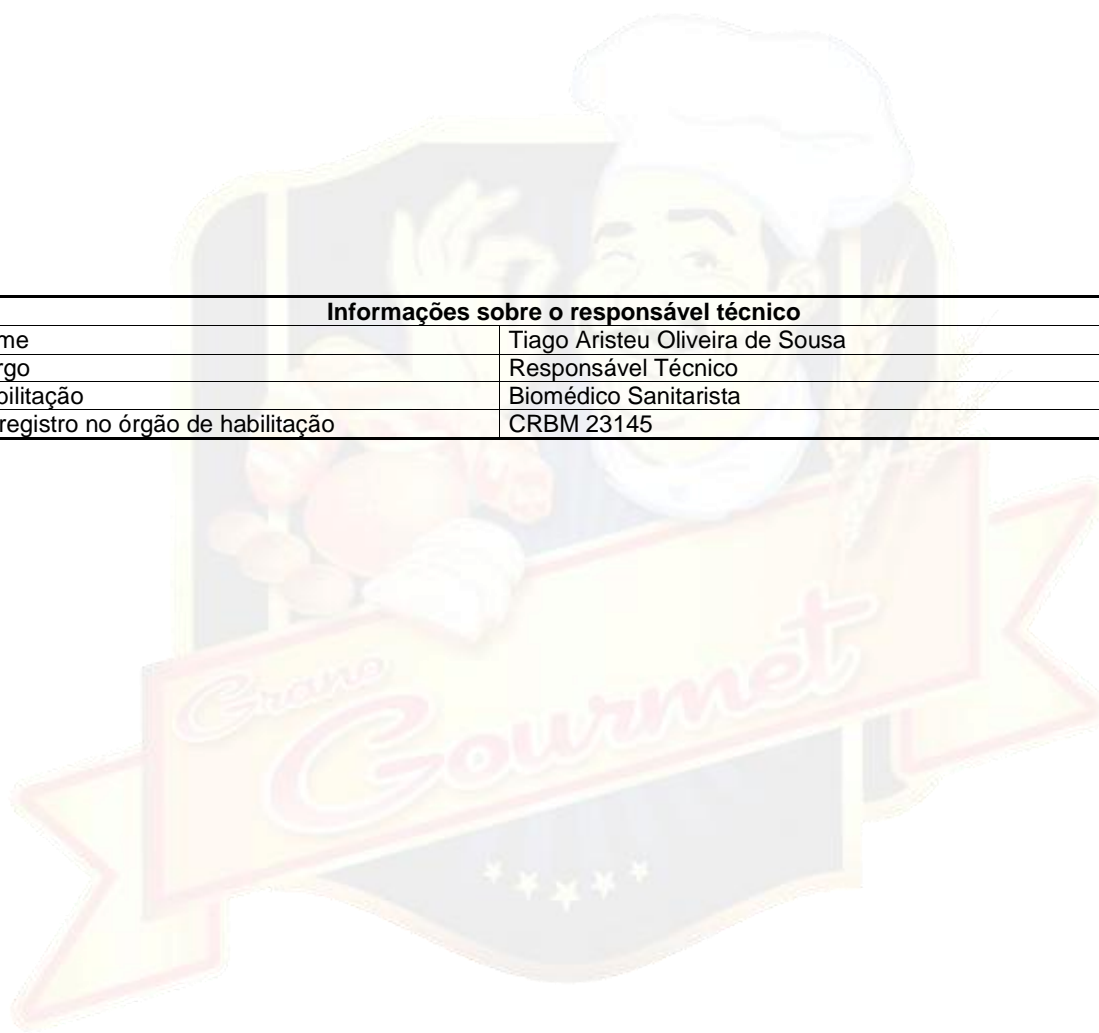 Informações sobre o responsável técnico
me Tiago Aristeu Oliveira de Sousa
rgo Responsável Técnico
bilitação Biomédico Sanitarista
registro no órgão de habilitação CRBM 23145
Grano
Gourmet